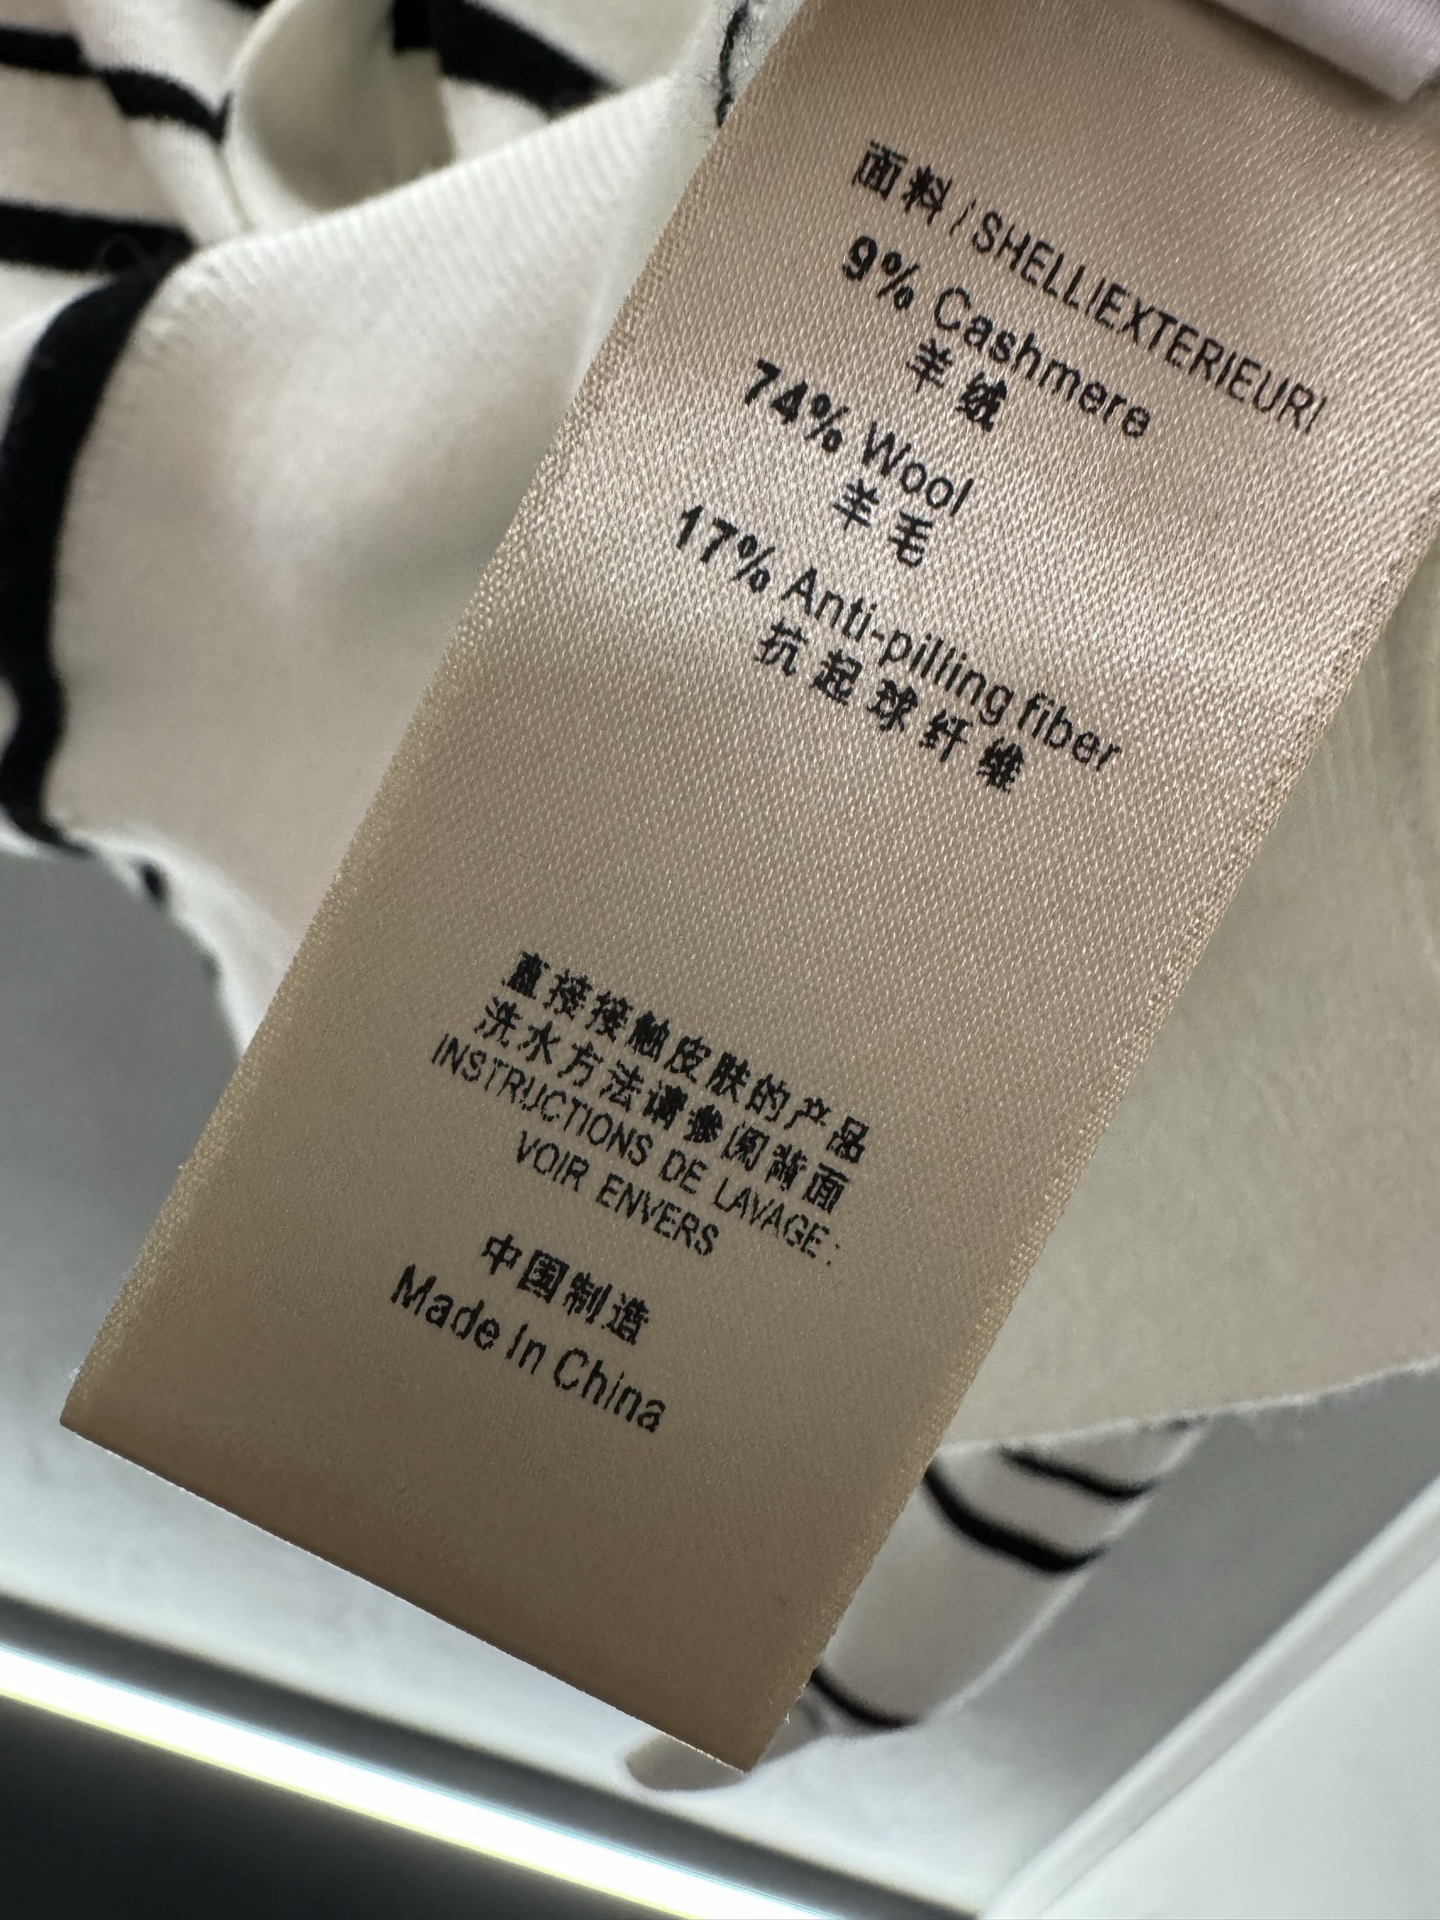 面料 / SHELL|EXTERIEUR|
9% Cashmere
羊绒
74% Wool
羊毛
17% Anti-pilling fiber
抗起球纤维
直接接触皮肤的产品
洗水方法请参阅背面
INSTRUCTIONS DE LAVAGE:
VOIR ENVERS
中国制造
Made In China